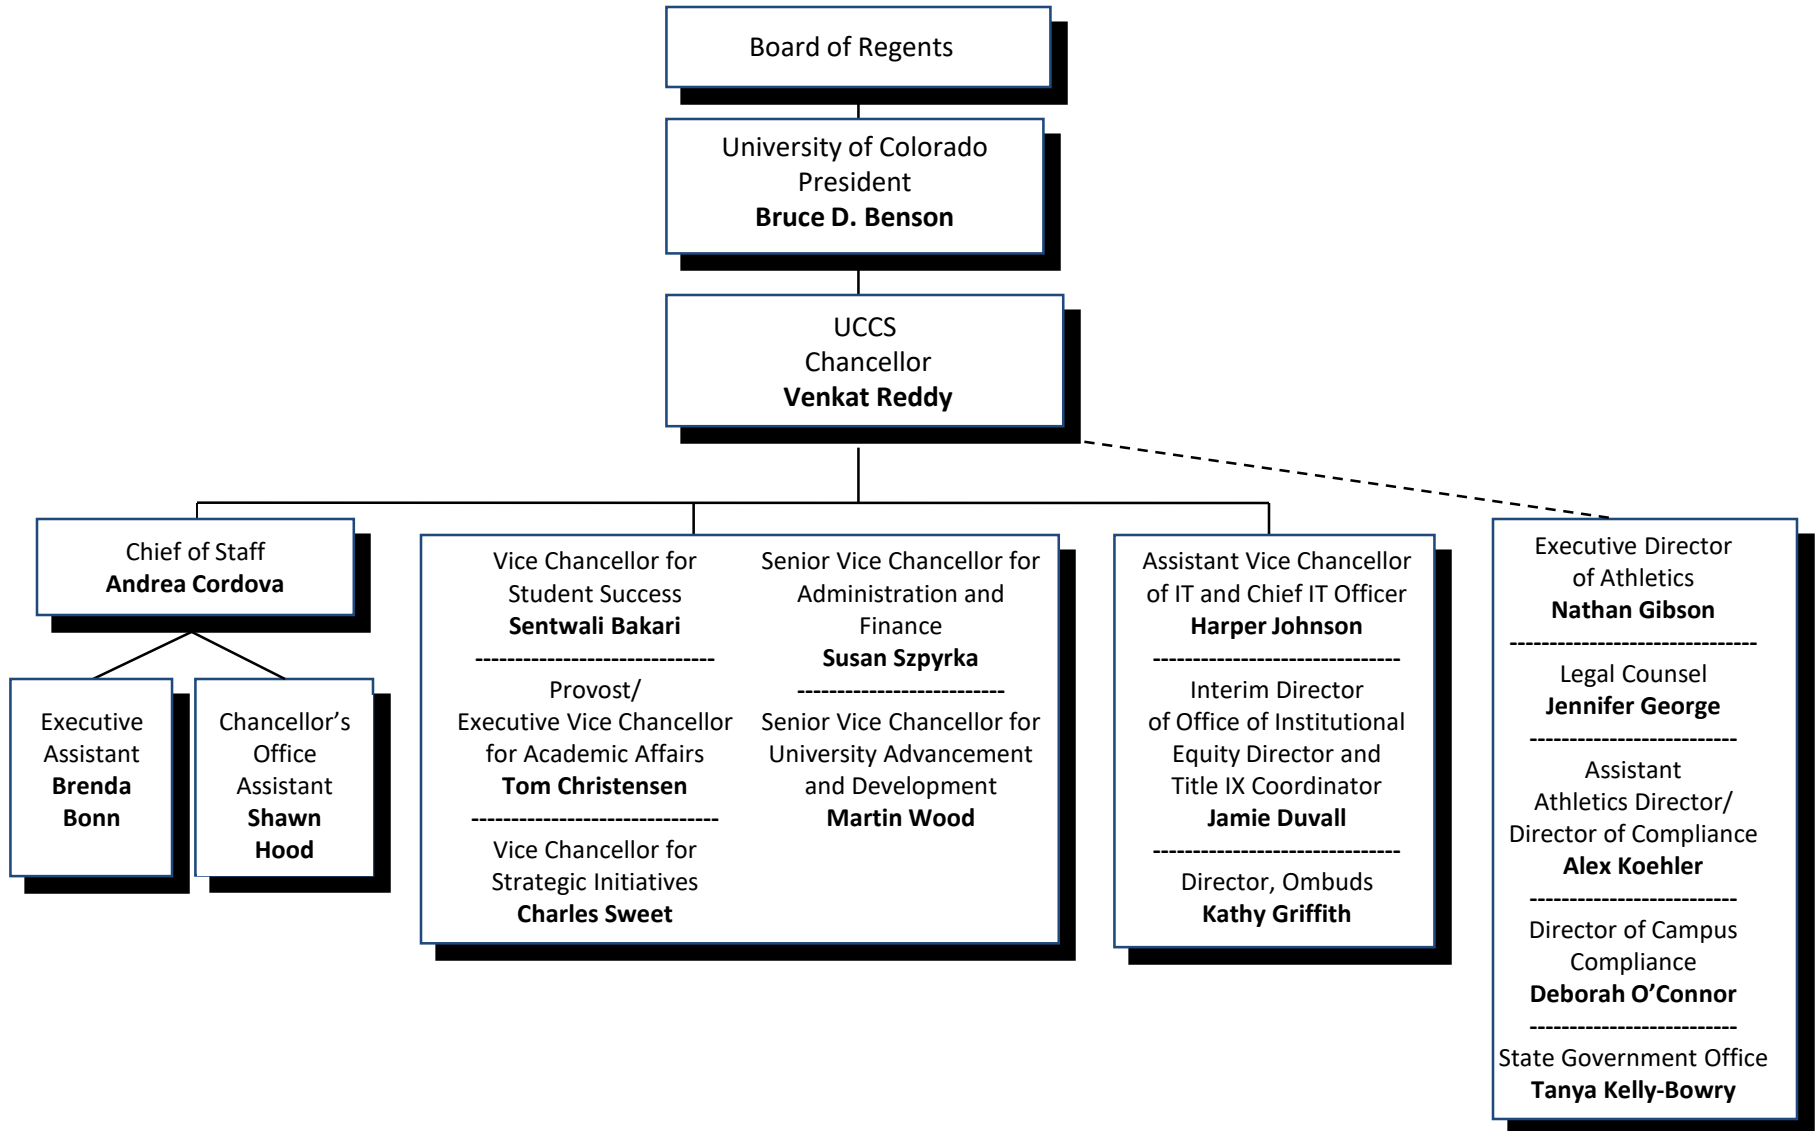 Board of Regents
University of Colorado
President
Bruce D. Benson
UCCS
Chancellor
Venkat Reddy
Chief of Staff
Andrea Cordova
Executive
Assistant
Brenda
Bonn
Chancellor’s
Office
Assistant
Shawn
Hood
Vice Chancellor for
Student Success
Sentwali Bakari
------------------------------
Provost/
Executive Vice Chancellor
for Academic Affairs
Tom Christensen
-------------------------------
Vice Chancellor for
Strategic Initiatives
Charles Sweet
Senior Vice Chancellor for
Administration and
Finance
Susan Szpyrka
--------------------------
Senior Vice Chancellor for
University Advancement
and Development
Martin Wood
Assistant Vice Chancellor
of IT and Chief IT Officer
Harper Johnson
-------------------------------
Interim Director
of Office of Institutional
Equity Director and
Title IX Coordinator
Jamie Duvall
-------------------------------
Director, Ombuds
Kathy Griffith
Executive Director
of Athletics
Nathan Gibson
-------------------------------
Legal Counsel
Jennifer George
--------------------------
Assistant
Athletics Director/
Director of Compliance
Alex Koehler
--------------------------
Director of Campus
Compliance
Deborah O’Connor
--------------------------
State Government Office
Tanya Kelly-Bowry